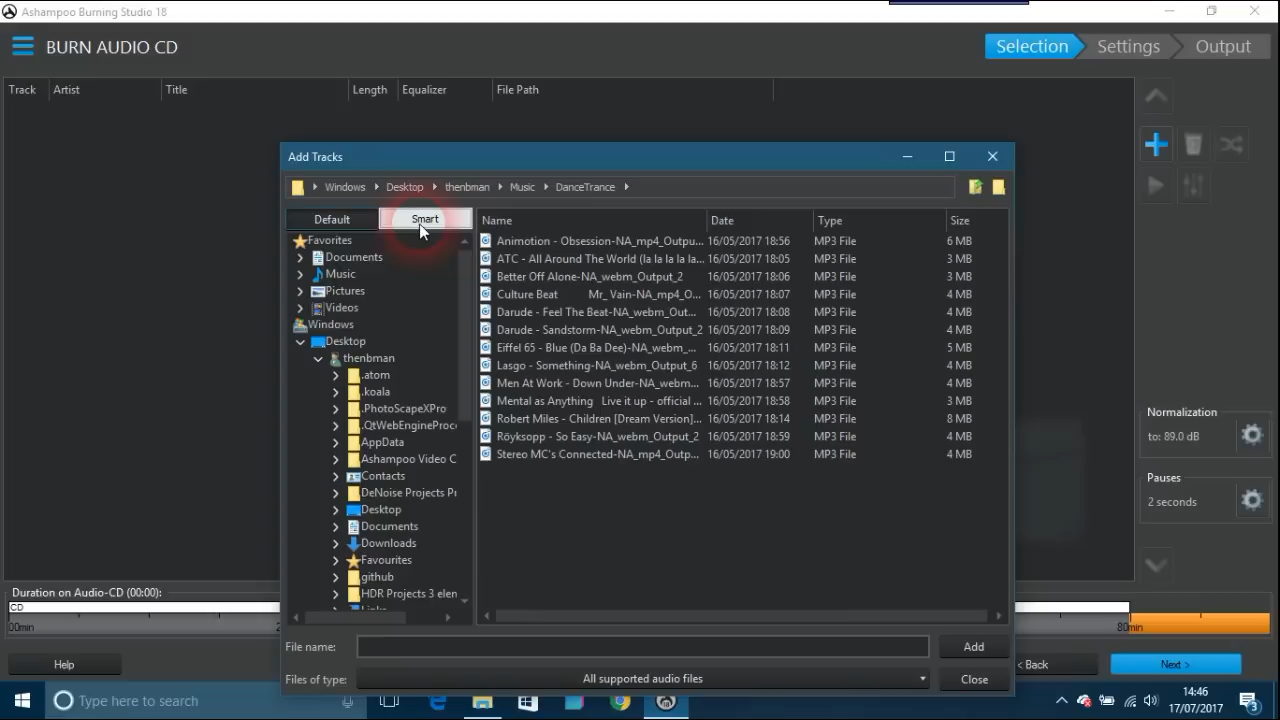 Ashampoo Burning Studio 18
BURN AUDIO CD
Selection
Settings
Output
Track Artist Title Length Equalizer File Path
Add Tracks
Windows Desktop thenbman Music DanceTrance
Default
Smart
Name Date Type Size
Favorites
Documents
Music
Pictures
Videos
Windows
Desktop
thenbman
.atom
.koala
.PhotoScapeXPro
.QtWebEngineProc
AppData
Ashampoo Video C
Contacts
DeNoise Projects Pr
Desktop
Documents
Downloads
Favourites
github
HDR Projects 3 elen
Links
Animotion - Obsession-NA_mp4_Outpu... 16/05/2017 18:56 MP3 File 6 MB
ATC - All Around The World (la la la la la... 16/05/2017 18:05 MP3 File 3 MB
Better Off Alone-NA_webm_Output_2 16/05/2017 18:06 MP3 File 3 MB
Culture Beat Mr_ Vain-NA_mp4_O... 16/05/2017 18:07 MP3 File 4 MB
Darude - Feel The Beat-NA_webm_Out... 16/05/2017 18:08 MP3 File 4 MB
Darude - Sandstorm-NA_webm_Output_2 16/05/2017 18:09 MP3 File 4 MB
Eiffel 65 - Blue (Da Ba Dee)-NA_webm_... 16/05/2017 18:11 MP3 File 5 MB
Lasgo - Something-NA_webm_Output_6 16/05/2017 18:12 MP3 File 4 MB
Men At Work - Down Under-NA_webm... 16/05/2017 18:57 MP3 File 4 MB
Mental as Anything Live it up - official ... 16/05/2017 18:58 MP3 File 3 MB
Robert Miles - Children [Dream Version]... 16/05/2017 18:14 MP3 File 8 MB
Röyksopp - So Easy-NA_webm_Output_2 16/05/2017 18:59 MP3 File 4 MB
Stereo MC's Connected-NA_mp4_Outp... 16/05/2017 19:00 MP3 File 4 MB
Normalization
to: 89.0 dB
Pauses
2 seconds
File name:
Add
Files of type: All supported audio files
Close
Duration on Audio-CD (00:00):
CD
00min
80min
Help
< Back
Next >
Type here to search
14:46
17/07/2017
3